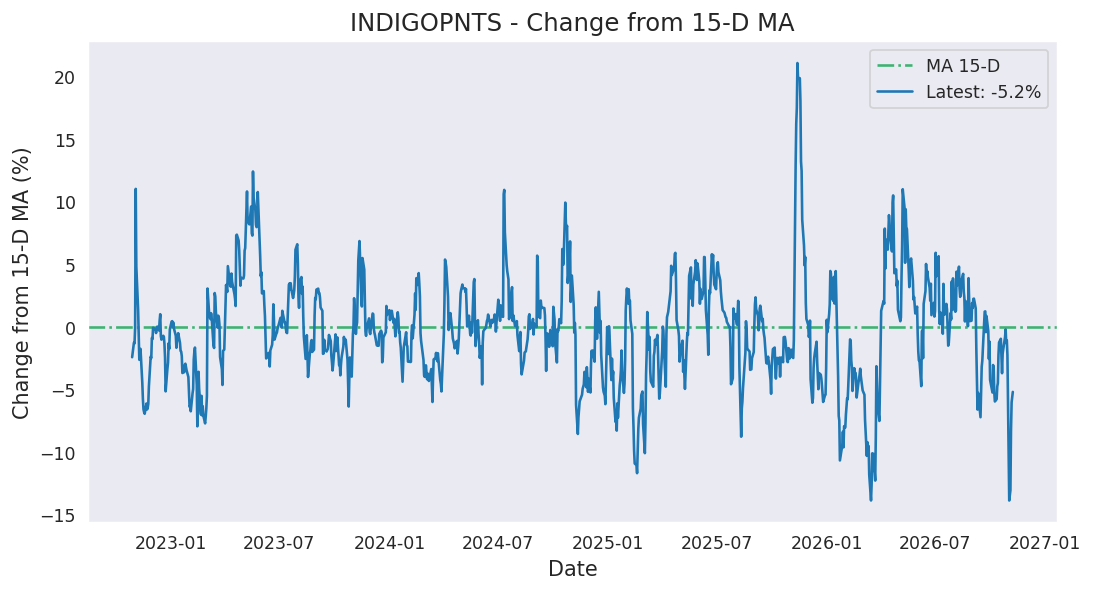 INDIGOPNTS - Change from 15-D MA
MA 15-D
Latest: -5.2%
Change from 15-D MA (%)
20
15
10
5
0
−5
−10
−15
2023-01 2023-07 2024-01 2024-07 2025-01 2025-07 2026-01 2026-07 2027-01
Date